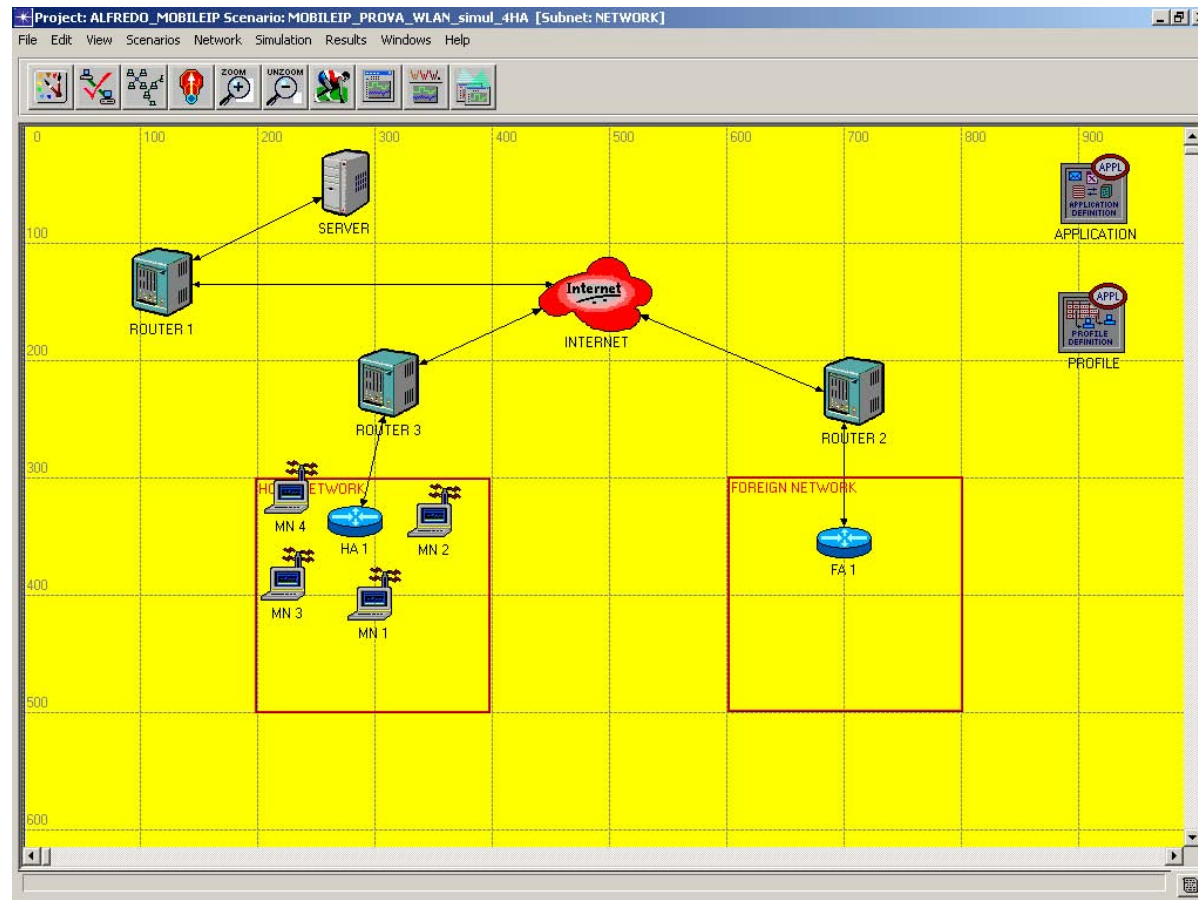 Project: ALFREDO_MOBILEIP Scenario: MOBILEIP_PROVA_WLAN_simul_4HA [Subnet: NETWORK]
File Edit View Scenarios Network Simulation Results Windows Help
ZOOM UNZOOM WWW.
0 100 200 300 400 500 600 700 800 900
APPL
APPLICATION DEFINITION
SERVER
APPLICATION
100
Internet
APPL
ROUTER 1
PROFILE DEFINITION
INTERNET
200
PROFILE
ROUTER 3
ROUTER 2
300
NETWORK
FOREIGN NETWORK
MN 4
HA 1
MN 2
FA 1
400
MN 3
MN 1
500
600